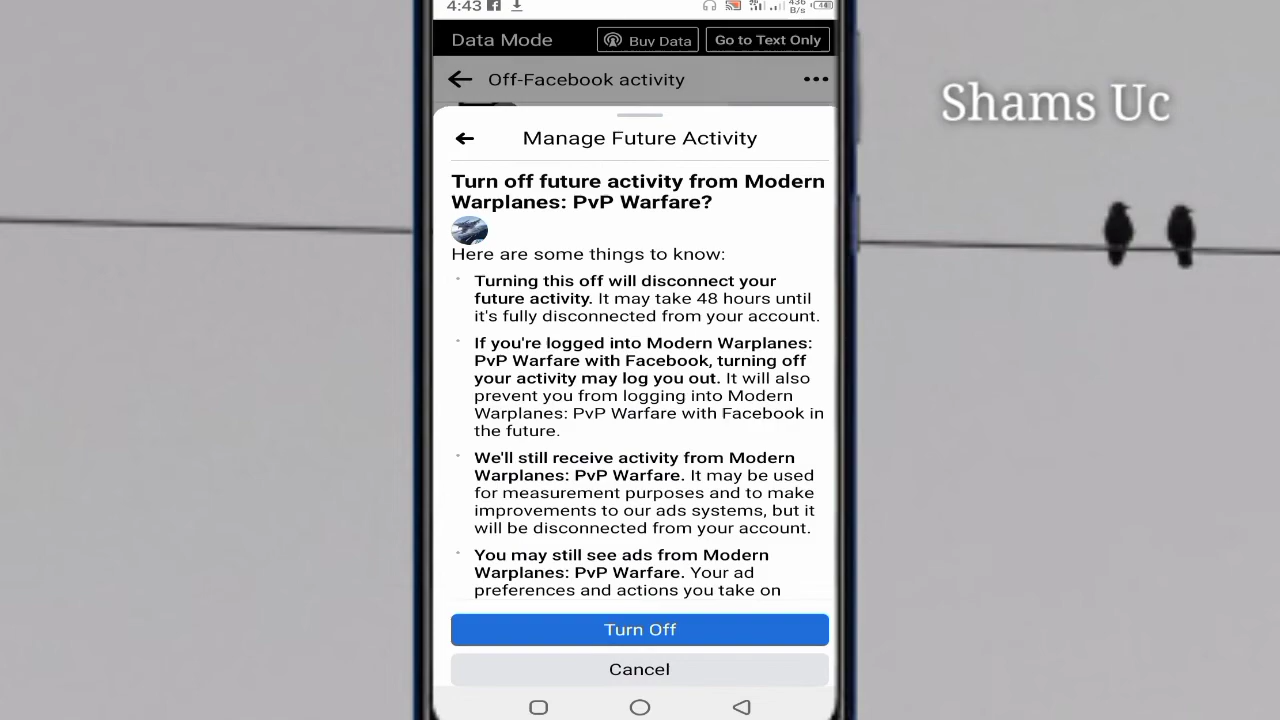 4:43
436
B/s
Data Mode
Buy Data
Go to Text Only
Off-Facebook activity
Shams Uc
Manage Future Activity
Turn off future activity from Modern
Warplanes: PvP Warfare?
Here are some things to know:
Turning this off will disconnect your
future activity. It may take 48 hours until
it's fully disconnected from your account.
If you're logged into Modern Warplanes:
PvP Warfare with Facebook, turning off
your activity may log you out. It will also
prevent you from logging into Modern
Warplanes: PvP Warfare with Facebook in
the future.
We'll still receive activity from Modern
Warplanes: PvP Warfare. It may be used
for measurement purposes and to make
improvements to our ads systems, but it
will be disconnected from your account.
You may still see ads from Modern
Warplanes: PvP Warfare. Your ad
preferences and actions you take on
Turn Off
Cancel